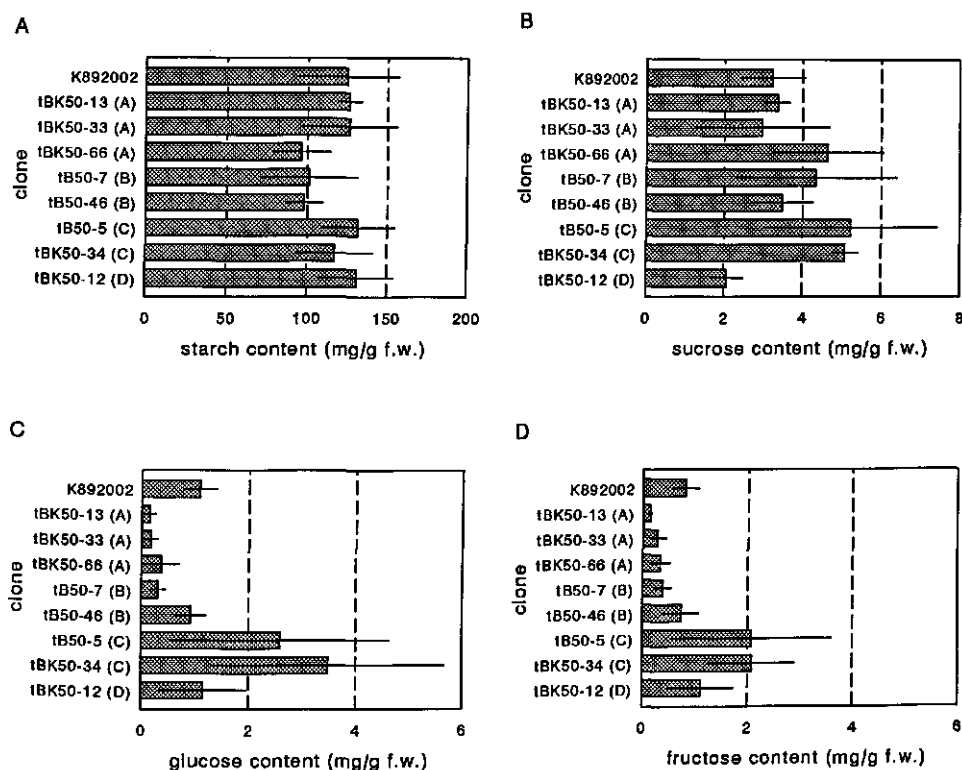 A
clone
K892002
tBK50-13 (A)
tBK50-33 (A)
tBK50-66 (A)
tB50-7 (B)
tB50-46 (B)
tB50-5 (C)
tBK50-34 (C)
tBK50-12 (D)
0 50 100 150 200
starch content (mg/g f.w.)
B
clone
K892002
tBK50-13 (A)
tBK50-33 (A)
tBK50-66 (A)
tB50-7 (B)
tB50-46 (B)
tB50-5 (C)
tBK50-34 (C)
tBK50-12 (D)
0 2 4 6 8
sucrose content (mg/g f.w.)
C
clone
K892002
tBK50-13 (A)
tBK50-33 (A)
tBK50-66 (A)
tB50-7 (B)
tB50-46 (B)
tB50-5 (C)
tBK50-34 (C)
tBK50-12 (D)
0 2 4 6
glucose content (mg/g f.w.)
D
clone
K892002
tBK50-13 (A)
tBK50-33 (A)
tBK50-66 (A)
tB50-7 (B)
tB50-46 (B)
tB50-5 (C)
tBK50-34 (C)
tBK50-12 (D)
0 2 4 6
fructose content (mg/g f.w.)